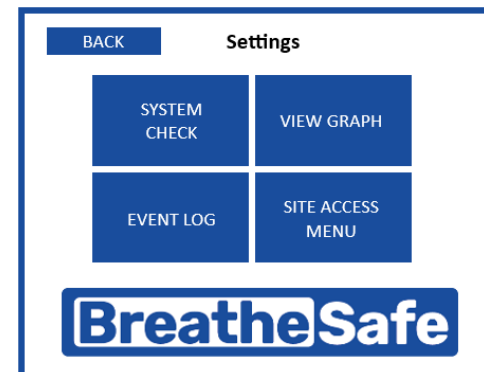 BACK
Settings
SYSTEM
CHECK
VIEW GRAPH
EVENT LOG
SITE ACCESS
MENU
BreatheSafe